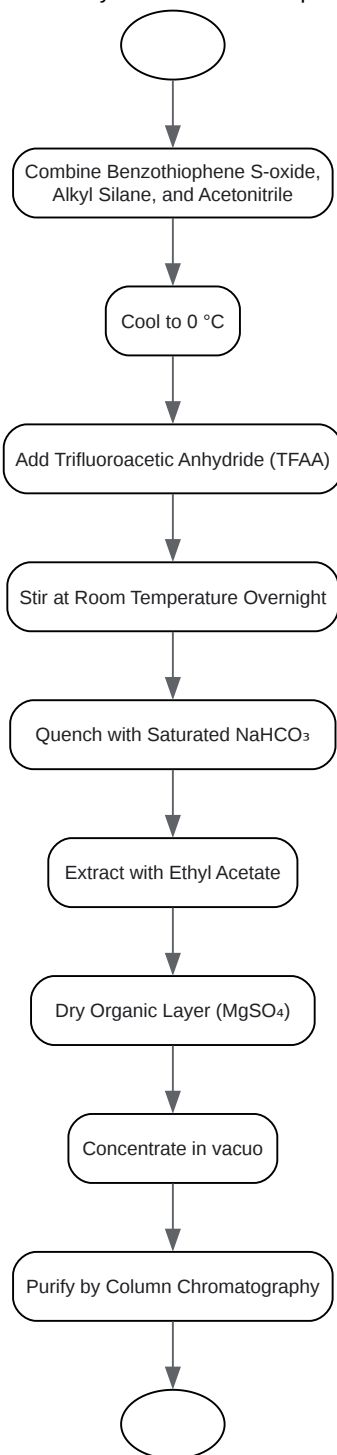 Combine Benzothiophene S-oxide,
Alkyl Silane, and Acetonitrile
Cool to 0 °C
Add Trifluoroacetic Anhydride (TFAA)
Stir at Room Temperature Overnight
Quench with Saturated NaHCO₃
Extract with Ethyl Acetate
Dry Organic Layer (MgSO₄)
Concentrate in vacuo
Purify by Column Chromatography